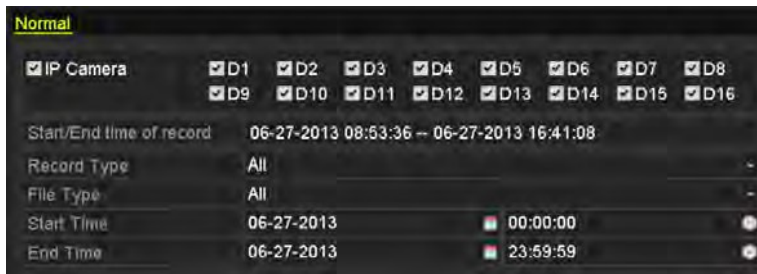 Normal
IP Camera D1 D2 D3 D4 D5 D6 D7 D8
D9 D10 D11 D12 D13 D14 D15 D16
Start/End time of record 06-27-2013 08:53:36 -- 06-27-2013 16:41:08
Record Type All
File Type All
Start Time 06-27-2013 00:00:00
End Time 06-27-2013 23:59:59